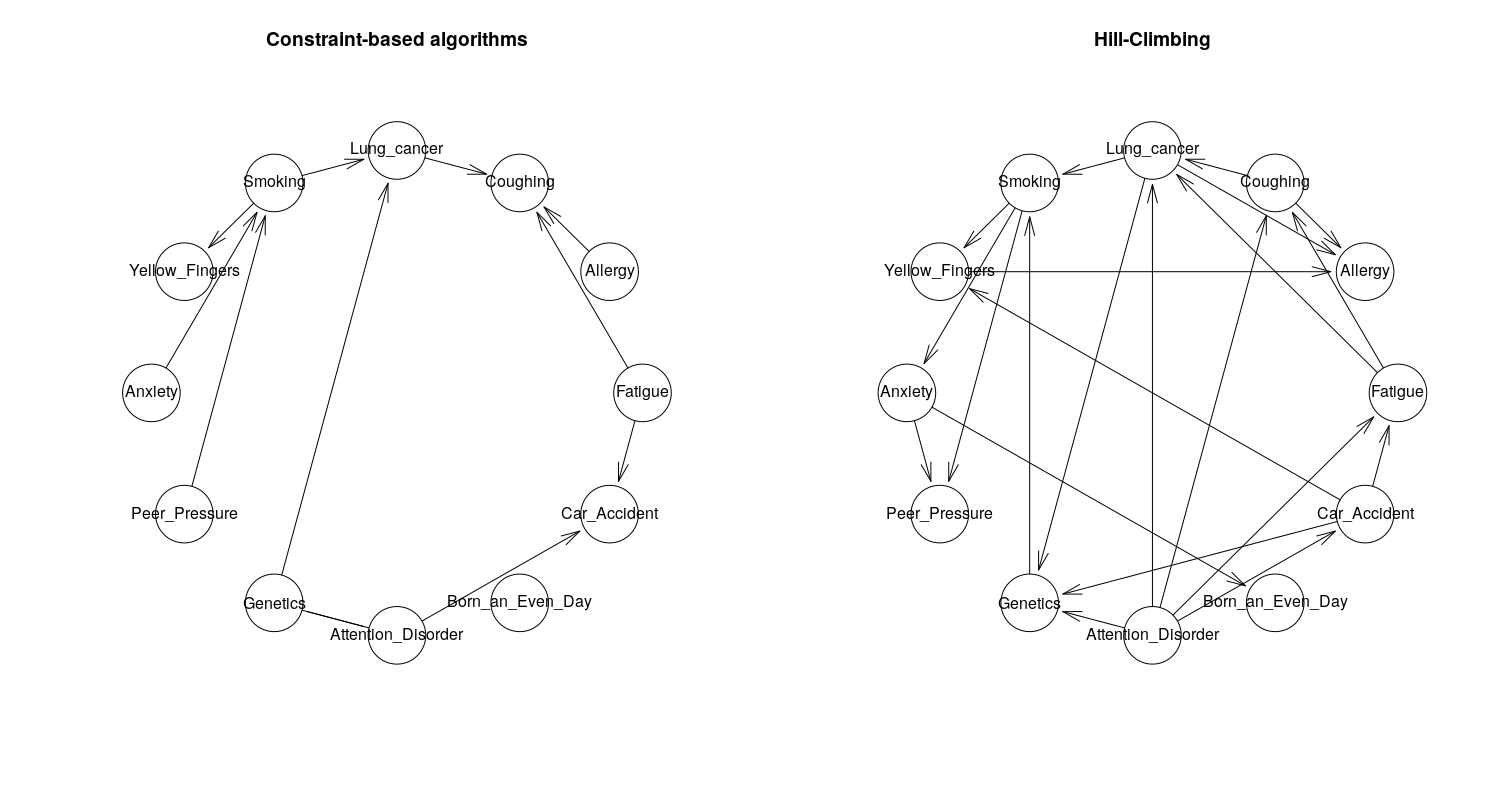 Constraint-based algorithms
Lung_cancer
Smoking
Coughing
Yellow_Fingers
Allergy
Anxiety
Fatigue
Peer_Pressure
Car_Accident
Genetics
Born_an_Even_Day
Attention_Disorder
Hill-Climbing
Lung_cancer
Smoking
Coughing
Yellow_Fingers
Allergy
Anxiety
Fatigue
Peer_Pressure
Car_Accident
Genetics
Born_an_Even_Day
Attention_Disorder